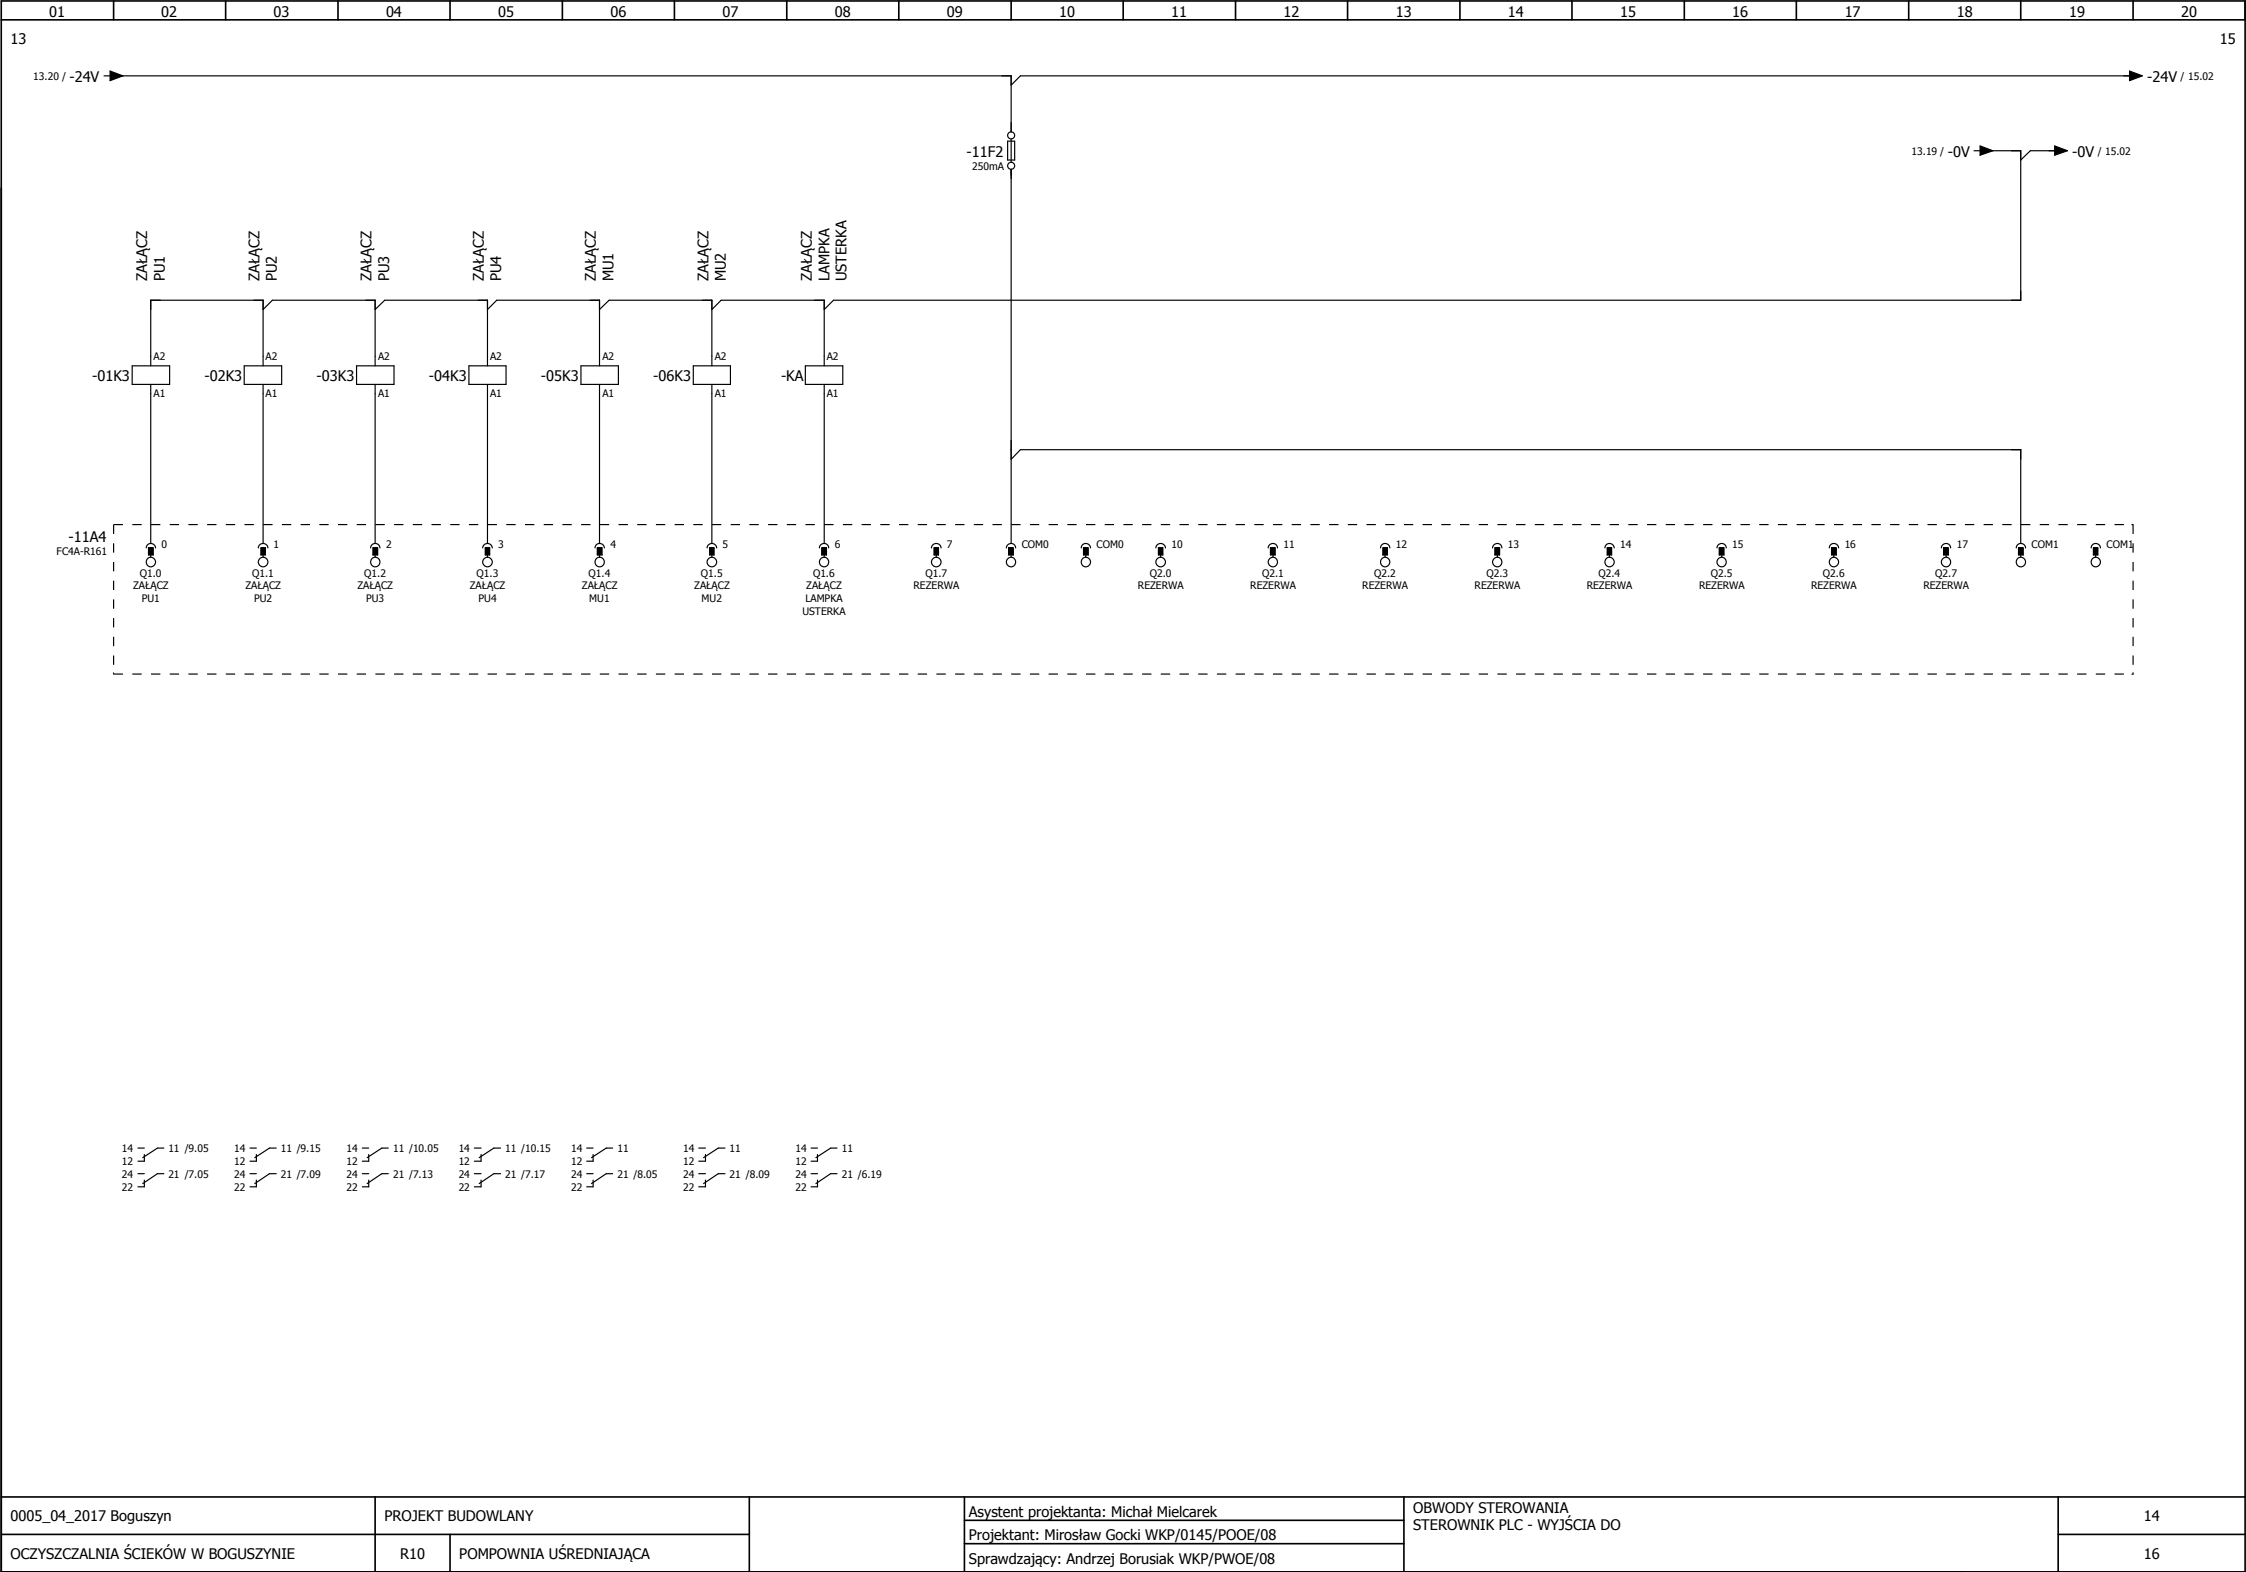 01 02 03 04 05 06 07 08 09 10 11 12 13 14 15 16 17 18 19 20
13 15
13.20 / -24V -24V / 15.02
-11F2
250mA
13.19 / -0V -0V / 15.02
ZAŁĄCZ
PU1
ZAŁĄCZ
PU2
ZAŁĄCZ
PU3
ZAŁĄCZ
PU4
ZAŁĄCZ
MU1
ZAŁĄCZ
MU2
ZAŁĄCZ
LAMPKA
USTERKA
A2 A2 A2 A2 A2 A2 A2
-01K3 -02K3 -03K3 -04K3 -05K3 -06K3 -KA
A1 A1 A1 A1 A1 A1 A1
-11A4
FC4A-R161
0 1 2 3 4 5 6 7 COM0 COM0 10 11 12 13 14 15 16 17 COM1 COM1
Q1.0
ZAŁĄCZ
PU1
Q1.1
ZAŁĄCZ
PU2
Q1.2
ZAŁĄCZ
PU3
Q1.3
ZAŁĄCZ
PU4
Q1.4
ZAŁĄCZ
MU1
Q1.5
ZAŁĄCZ
MU2
Q1.6
ZAŁĄCZ
LAMPKA
USTERKA
Q1.7
REZERWA
Q2.0
REZERWA
Q2.1
REZERWA
Q2.2
REZERWA
Q2.3
REZERWA
Q2.4
REZERWA
Q2.5
REZERWA
Q2.6
REZERWA
Q2.7
REZERWA
14 11 /9.05 14 11 /9.15 14 11 /10.05 14 11 /10.15 14 11 14 11 14 11
12 12 12 12 12 12 12
24 21 /7.05 24 21 /7.09 24 21 /7.13 24 21 /7.17 24 21 /8.05 24 21 /8.09 24 21 /6.19
22 22 22 22 22 22 22
0005_04_2017 Boguszyn
OCZYSZCZALNIA ŚCIEKÓW W BOGUSZYNIE
PROJEKT BUDOWLANY
R10 POMPOWNIA UŚREDNIAJĄCA
Asystent projektanta: Michał Mielcarek
Projektant: Mirosław Gocki WKP/0145/POOE/08
Sprawdzający: Andrzej Borusiak WKP/PWOE/08
OBWODY STEROWANIA
STEROWNIK PLC - WYJŚCIA DO
14
16